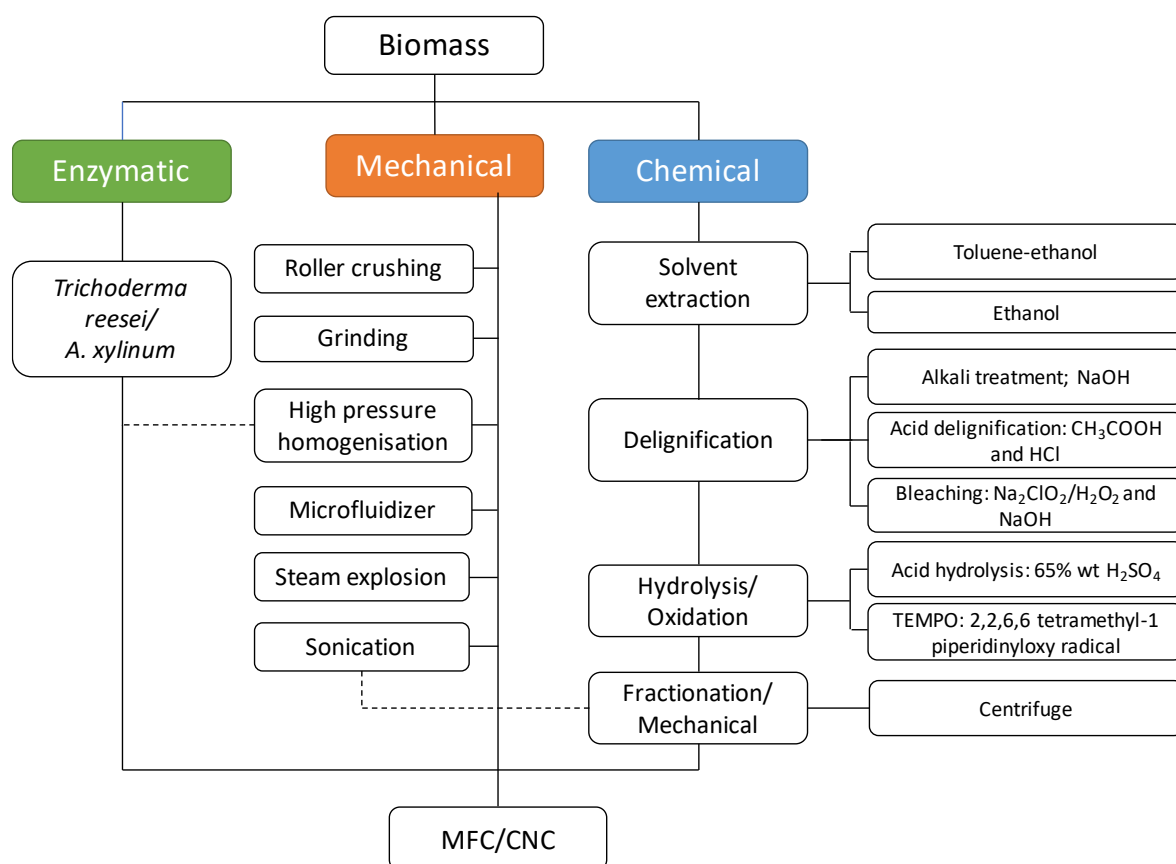 Biomass
Enzymatic
Mechanical
Chemical
Trichoderma
reesei/
A. xylinum
Roller crushing
Grinding
High pressure
homogenisation
Microfluidizer
Steam explosion
Sonication
Solvent
extraction
Toluene-ethanol
Ethanol
Delignification
Alkali treatment; NaOH
Acid delignification: CH₃COOH
and HCl
Bleaching: Na₂ClO₂/H₂O₂ and
NaOH
Hydrolysis/
Oxidation
Acid hydrolysis: 65% wt H₂SO₄
TEMPO: 2,2,6,6 tetramethyl-1
piperidinyloxy radical
Fractionation/
Mechanical
Centrifuge
MFC/CNC